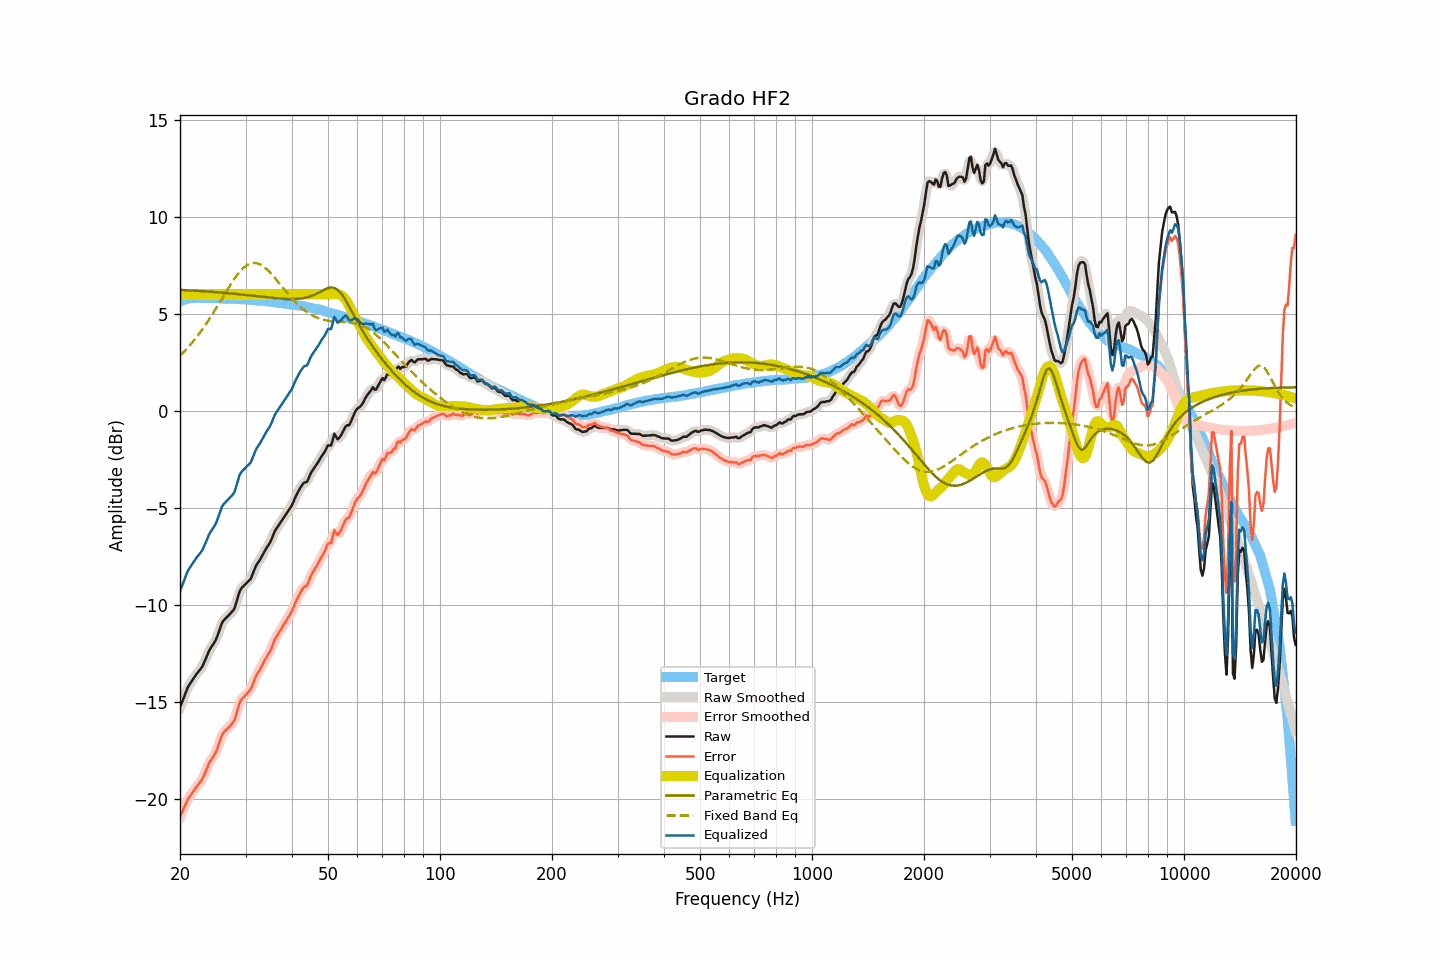 Grado HF2
15
10
5
0
−5
−10
−15
−20
Amplitude (dBr)
Target
Raw Smoothed
Error Smoothed
Raw
Error
Equalization
Parametric Eq
Fixed Band Eq
Equalized
20 50 100 200 500 1000 2000 5000 10000 20000
Frequency (Hz)